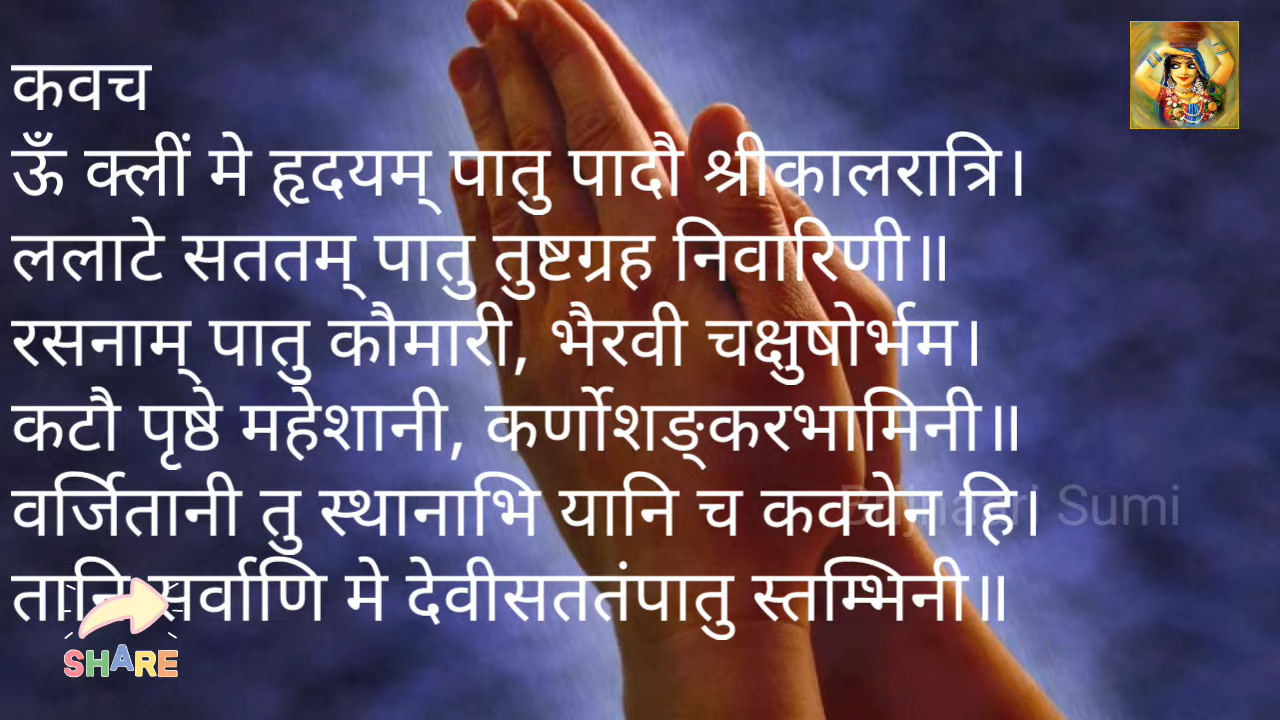 कवच
ऊँ क्लीं मे हृदयम् पातु पादौ श्रीकालरात्रि।
ललाटे सततम् पातु तुष्टग्रह निवारिणी॥
रसनाम् पातु कौमारी, भैरवी चक्षुषोर्भम।
कटौ पृष्ठे महेशानी, कर्णोशङ्करभामिनी॥
वर्जितानी तु स्थानाभि यानि च कवचेन हि।
तानि सर्वाणि मे देवीसततंपातु स्तम्भिनी॥
Sumi
SHARE